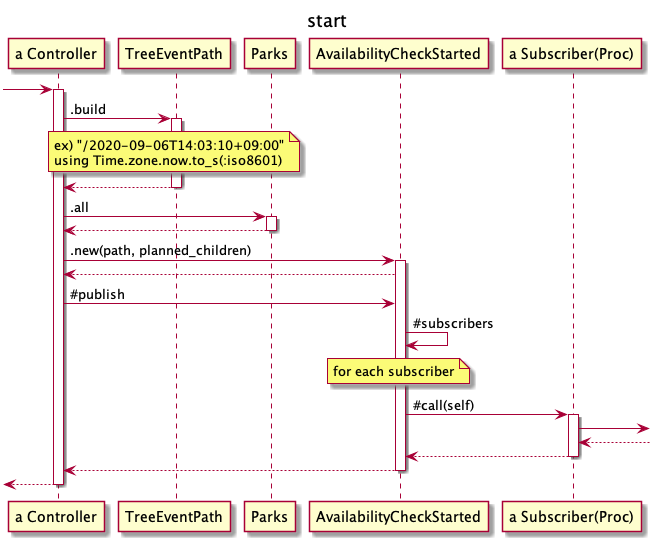 start
a Controller
TreeEventPath
Parks
AvailabilityCheckStarted
a Subscriber(Proc)
.build
ex) "/2020-09-06T14:03:10+09:00"
using Time.zone.now.to_s(:iso8601)
.all
.new(path, planned_children)
#publish
#subscribers
for each subscriber
#call(self)
a Controller
TreeEventPath
Parks
AvailabilityCheckStarted
a Subscriber(Proc)